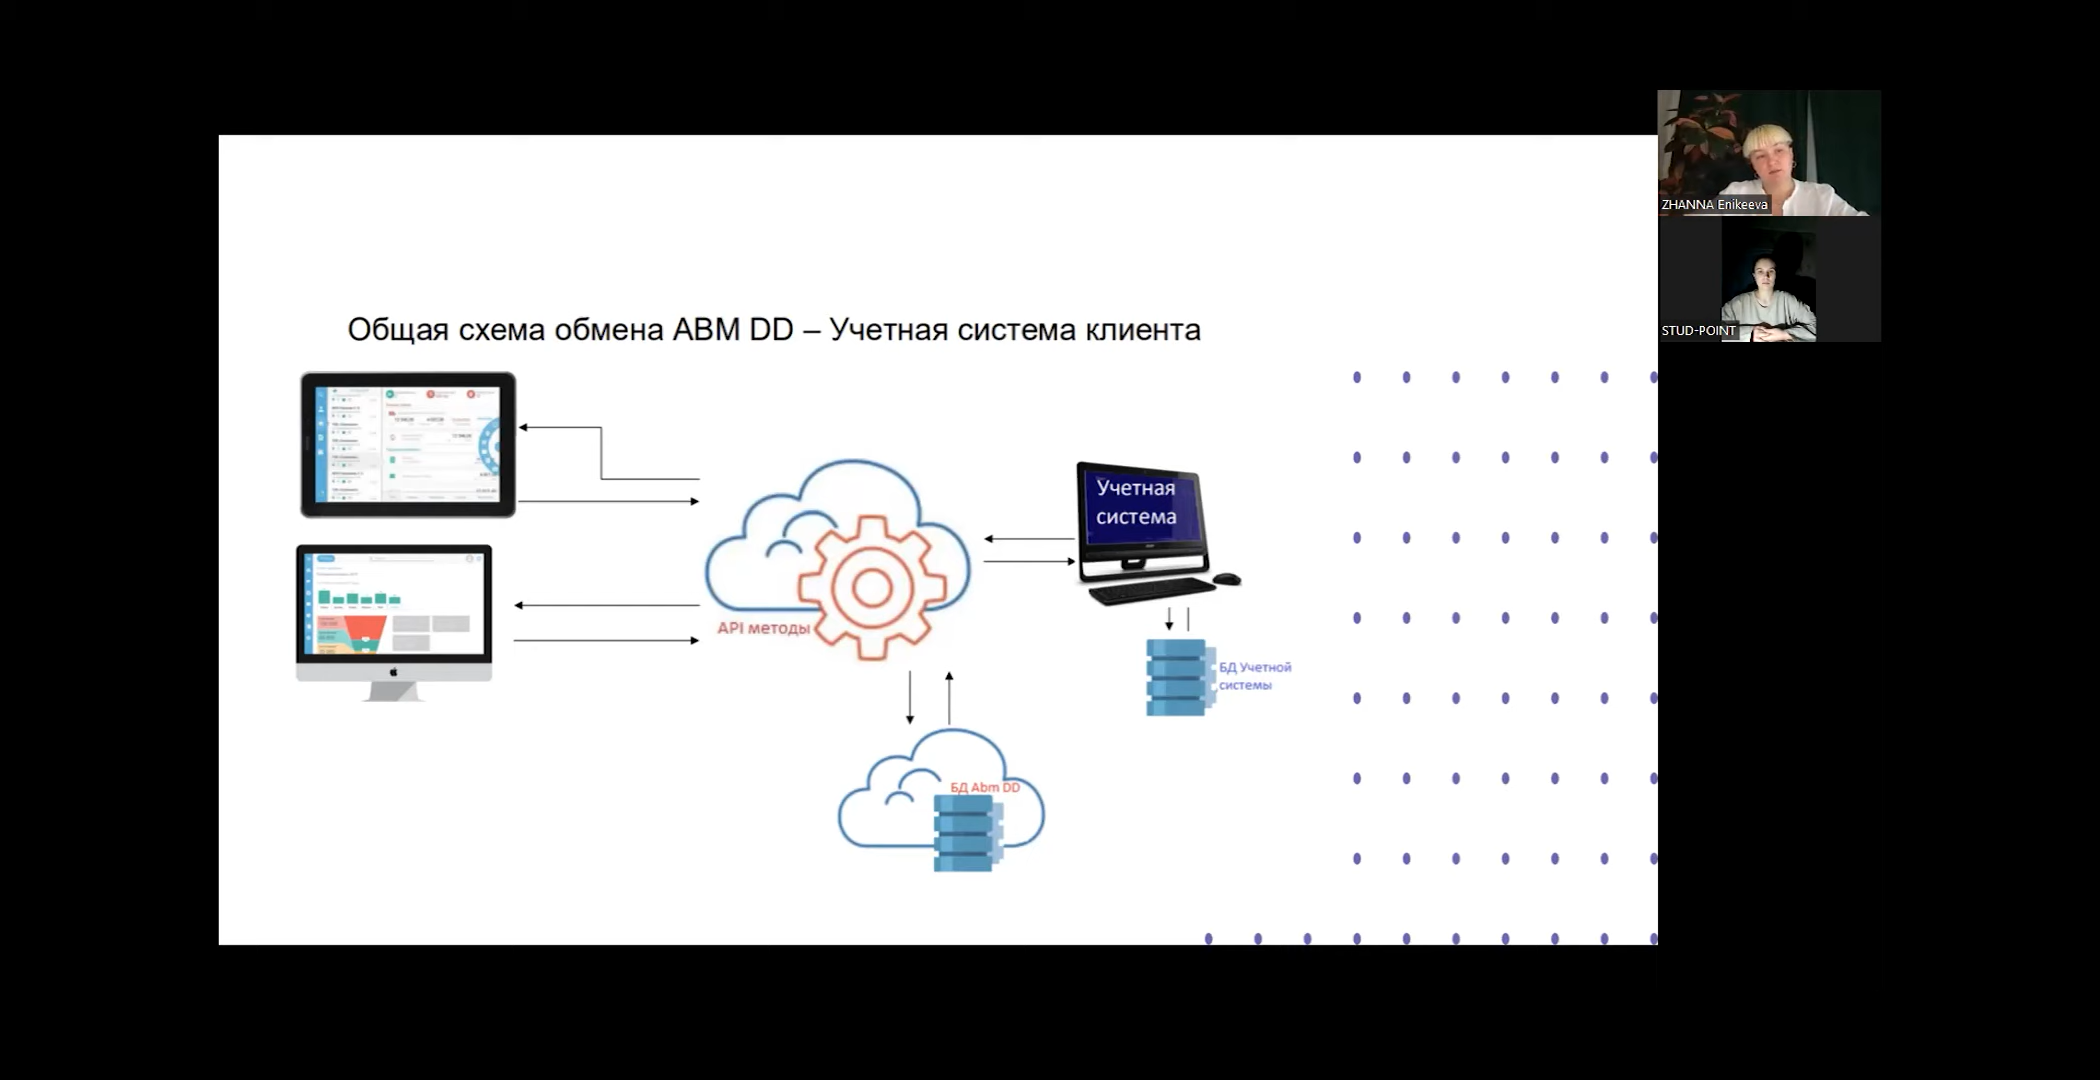 ZHANNA Enikeeva
STUD-POINT
Общая схема обмена ABM DD – Учетная система клиента
Учетная
система
API методы
БД Учетной
системы
БД Abm DD